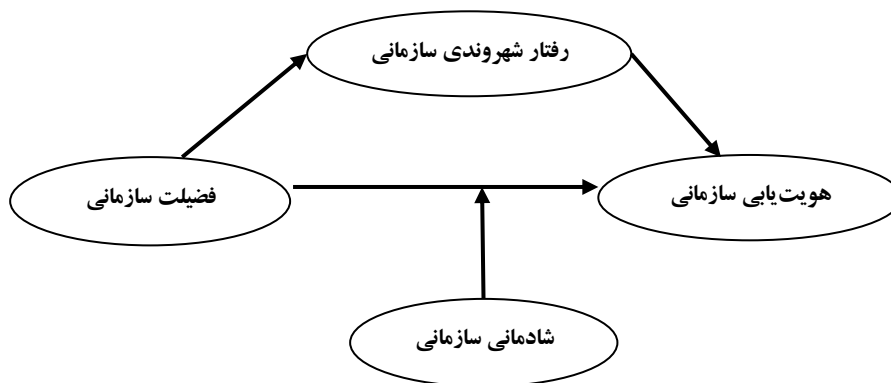 رفتار شهروندی سازمانی
هویت‌یابی سازمانی
فضیلت سازمانی
شادمانی سازمانی